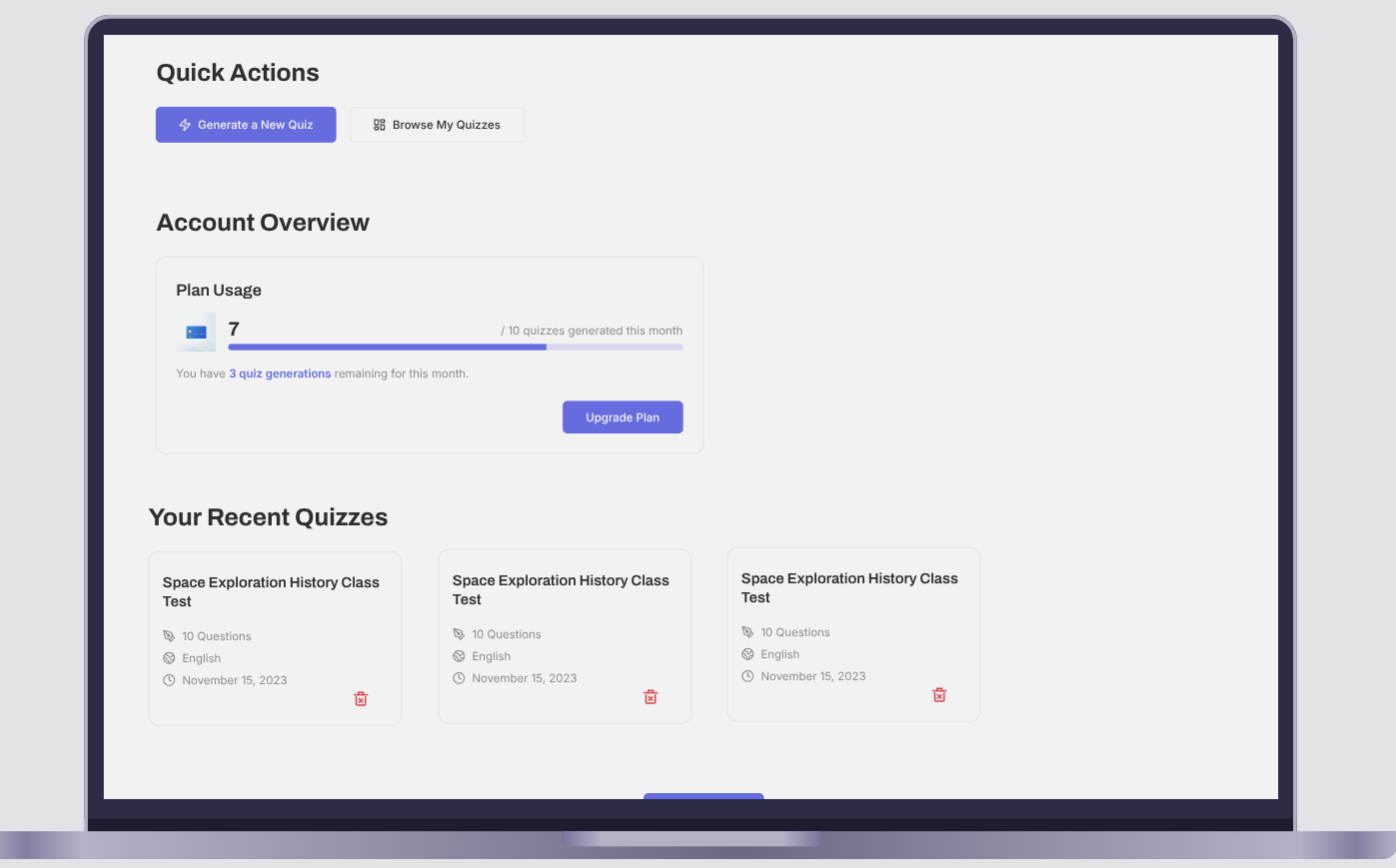 Quick Actions
Generate a New Quiz
Browse My Quizzes
Account Overview
Plan Usage
7
/ 10 quizzes generated this month
You have 3 quiz generations remaining for this month.
Upgrade Plan
Your Recent Quizzes
Space Exploration History Class
Test
10 Questions
English
November 15, 2023
Space Exploration History Class
Test
10 Questions
English
November 15, 2023
Space Exploration History Class
Test
10 Questions
English
November 15, 2023